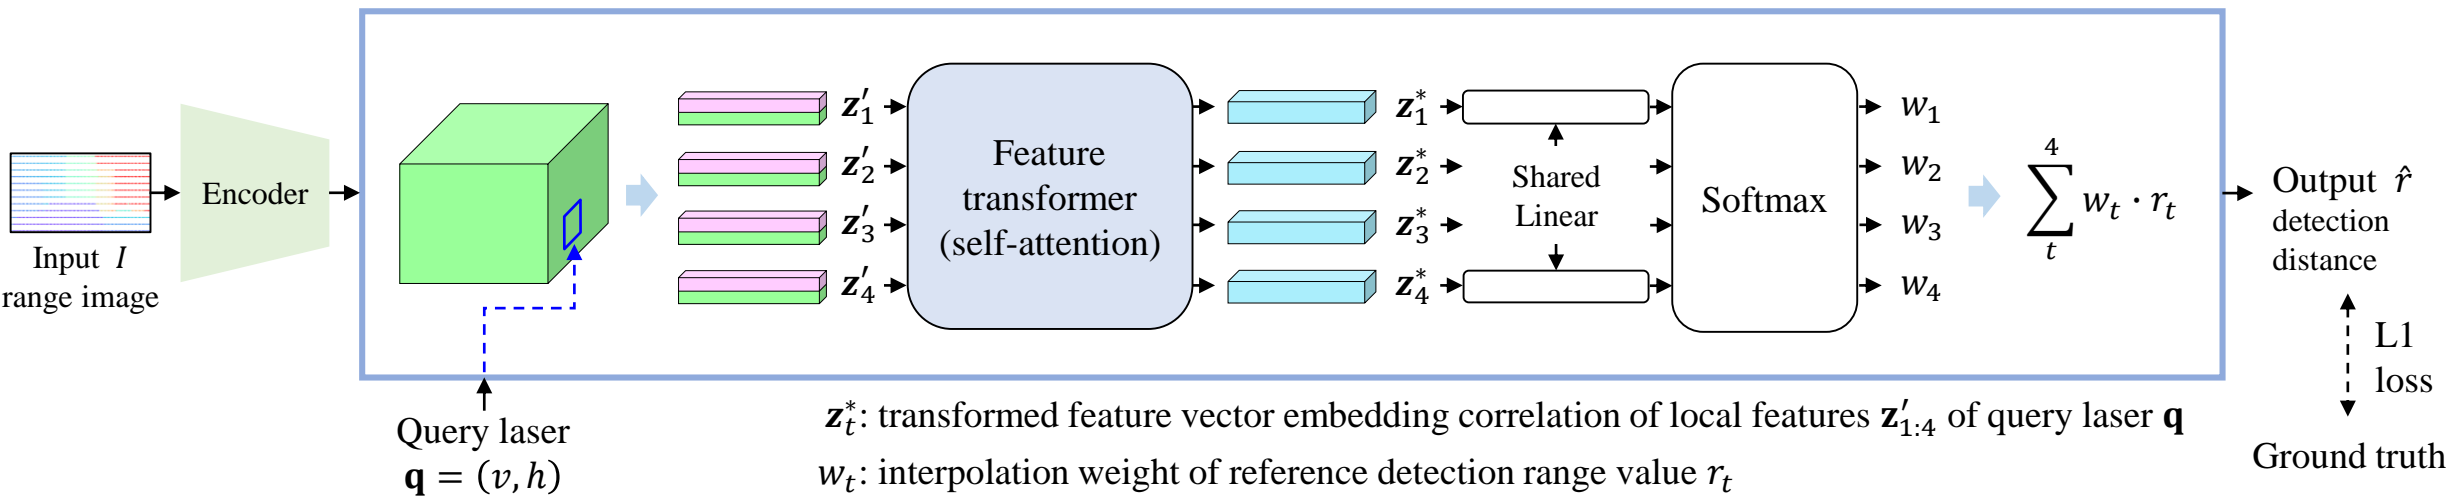 Input I
range image
Encoder
Query laser
q = (v, h)
z′₁
z′₂
z′₃
z′₄
Feature
transformer
(self-attention)
z*₁
z*₂
z*₃
z*₄
Shared
Linear
Softmax
w₁
w₂
w₃
w₄
4
∑ wₜ · rₜ
t
Output r̂
detection
distance
L1
loss
Ground truth
z*ₜ: transformed feature vector embedding correlation of local features z′₁:₄ of query laser q
wₜ: interpolation weight of reference detection range value rₜ